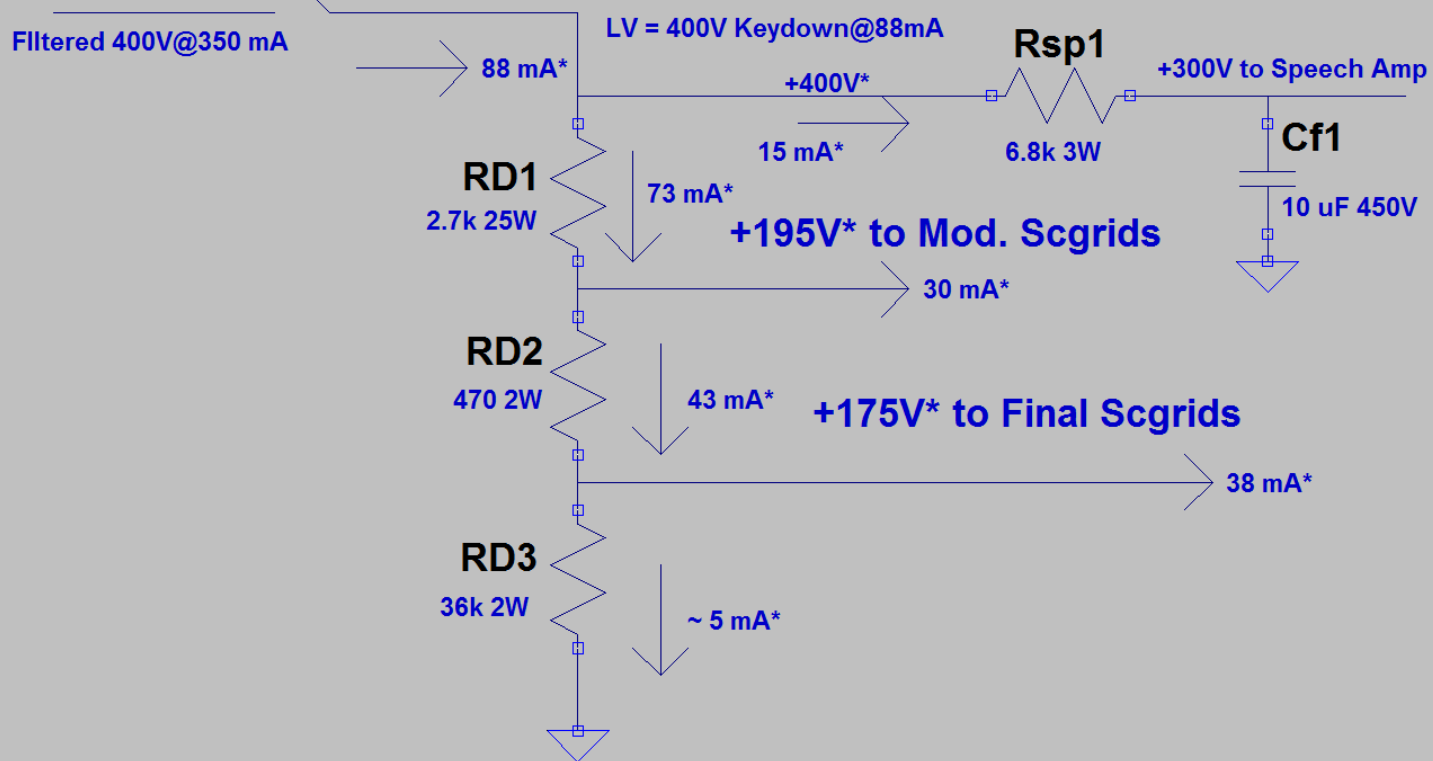 FIltered 400V@350 mA
LV = 400V Keydown@88mA
88 mA*
+400V*
15 mA*
Rsp1
6.8k 3W
+300V to Speech Amp
Cf1
10 uF 450V
RD1
2.7k 25W
73 mA*
+195V* to Mod. Scgrids
30 mA*
RD2
470 2W
43 mA*
+175V* to Final Scgrids
38 mA*
RD3
36k 2W
~ 5 mA*